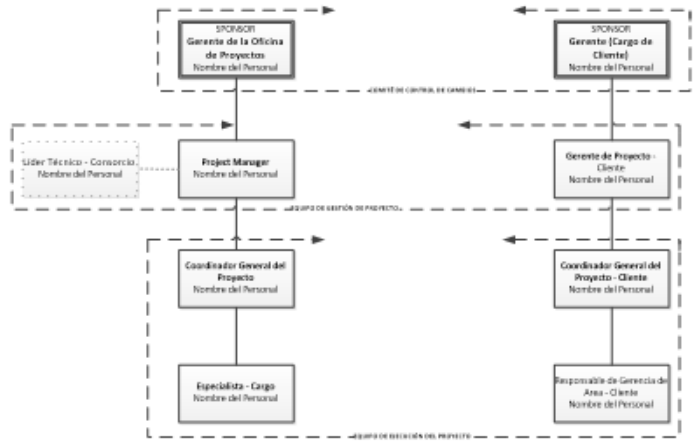 SPONSOR
Gerente de la Oficina
de Proyectos
Nombre del Personal
SPONSOR
Gerente (Cargo de
Cliente)
Nombre del Personal
COMITÉ DE CONTROL DE CAMBIOS
Líder Técnico - Consorcio
Nombre del Personal
Project Manager
Nombre del Personal
Gerente de Proyecto -
Cliente
Nombre del Personal
EQUIPO DE GESTIÓN DE PROYECTO
Coordinador General del
Proyecto
Nombre del Personal
Coordinador General del
Proyecto - Cliente
Nombre del Personal
Especialista - Cargo
Nombre del Personal
Responsable de Gerencia de
Area - Cliente
Nombre del Personal
EQUIPO DE EJECUCIÓN DEL PROYECTO